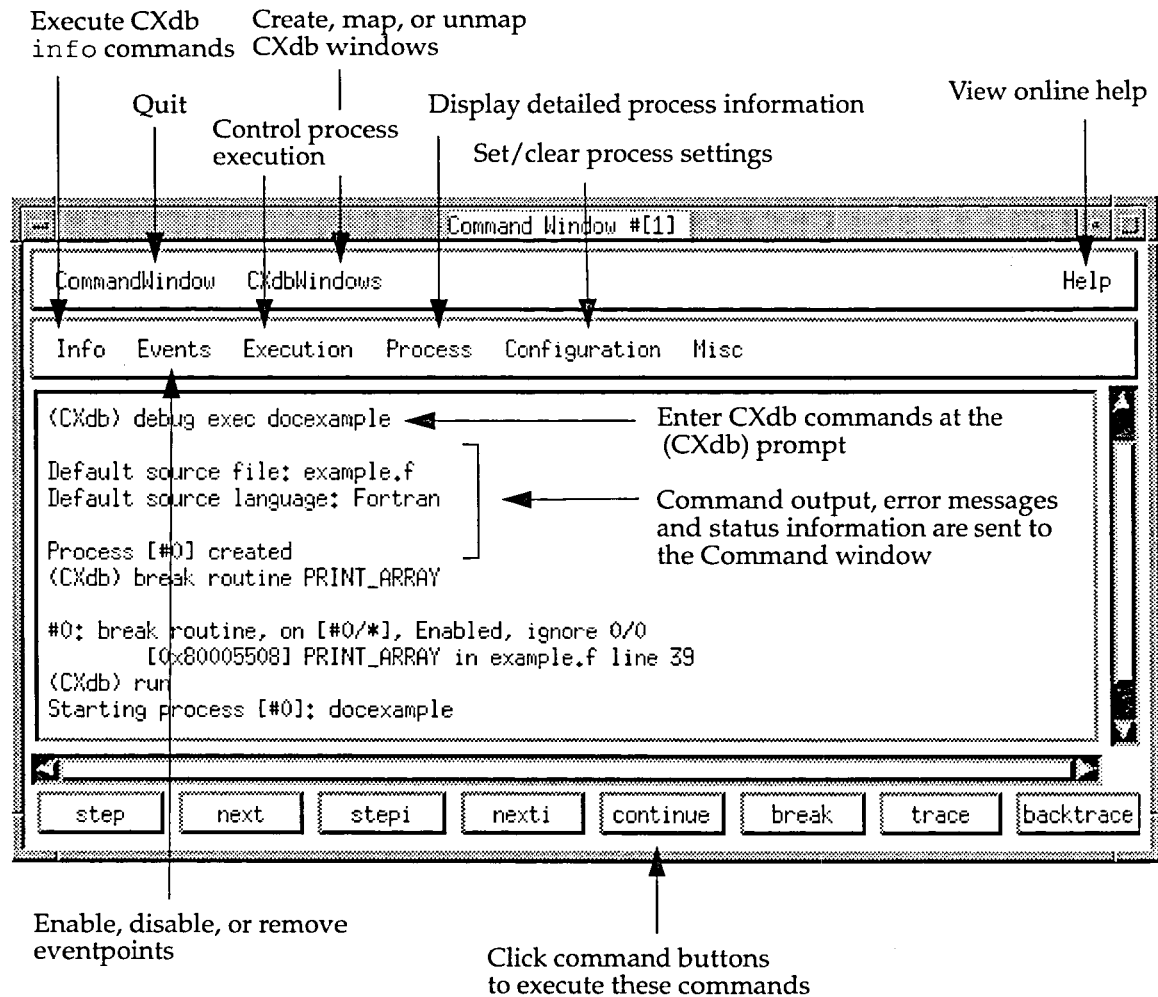 Execute CXdb
info commands
Create, map, or unmap
CXdb windows
Quit
Control process
execution
Display detailed process information
Set/clear process settings
View online help
Command Window #[1]
CommandWindow CXdbWindows Help
Info Events Execution Process Configuration Misc
(CXdb) debug exec docexample
Enter CXdb commands at the
(CXdb) prompt
Default source file: example.f
Default source language: Fortran
Command output, error messages
and status information are sent to
the Command window
Process [#0] created
(CXdb) break routine PRINT_ARRAY
#0: break routine, on [#0/*], Enabled, ignore 0/0
[0x80005508] PRINT_ARRAY in example.f line 39
(CXdb) run
Starting process [#0]: docexample
step next stepi nexti continue break trace backtrace
Enable, disable, or remove
eventpoints
Click command buttons
to execute these commands